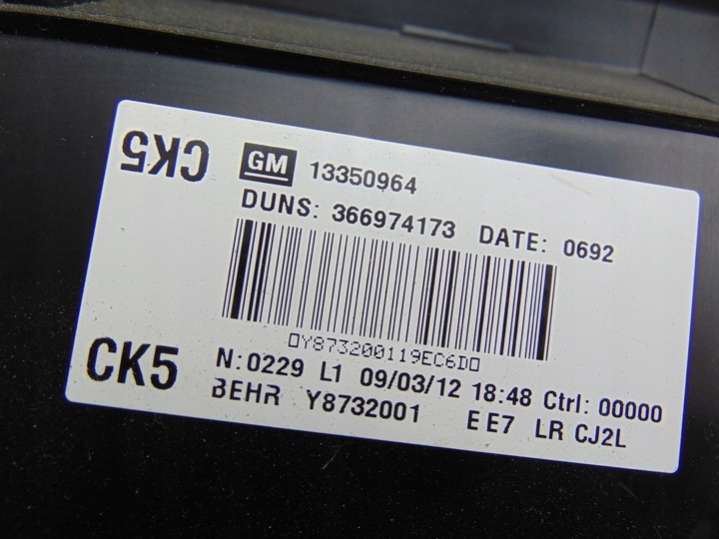 CK5 GM 13350964
DUNS: 366974173 DATE: 0692
▯Y873200119EC6D▯
CK5 N:0229 L1 09/03/12 18:48 Ctrl: 00000
BEHR Y8732001 E E7 LR CJ2L